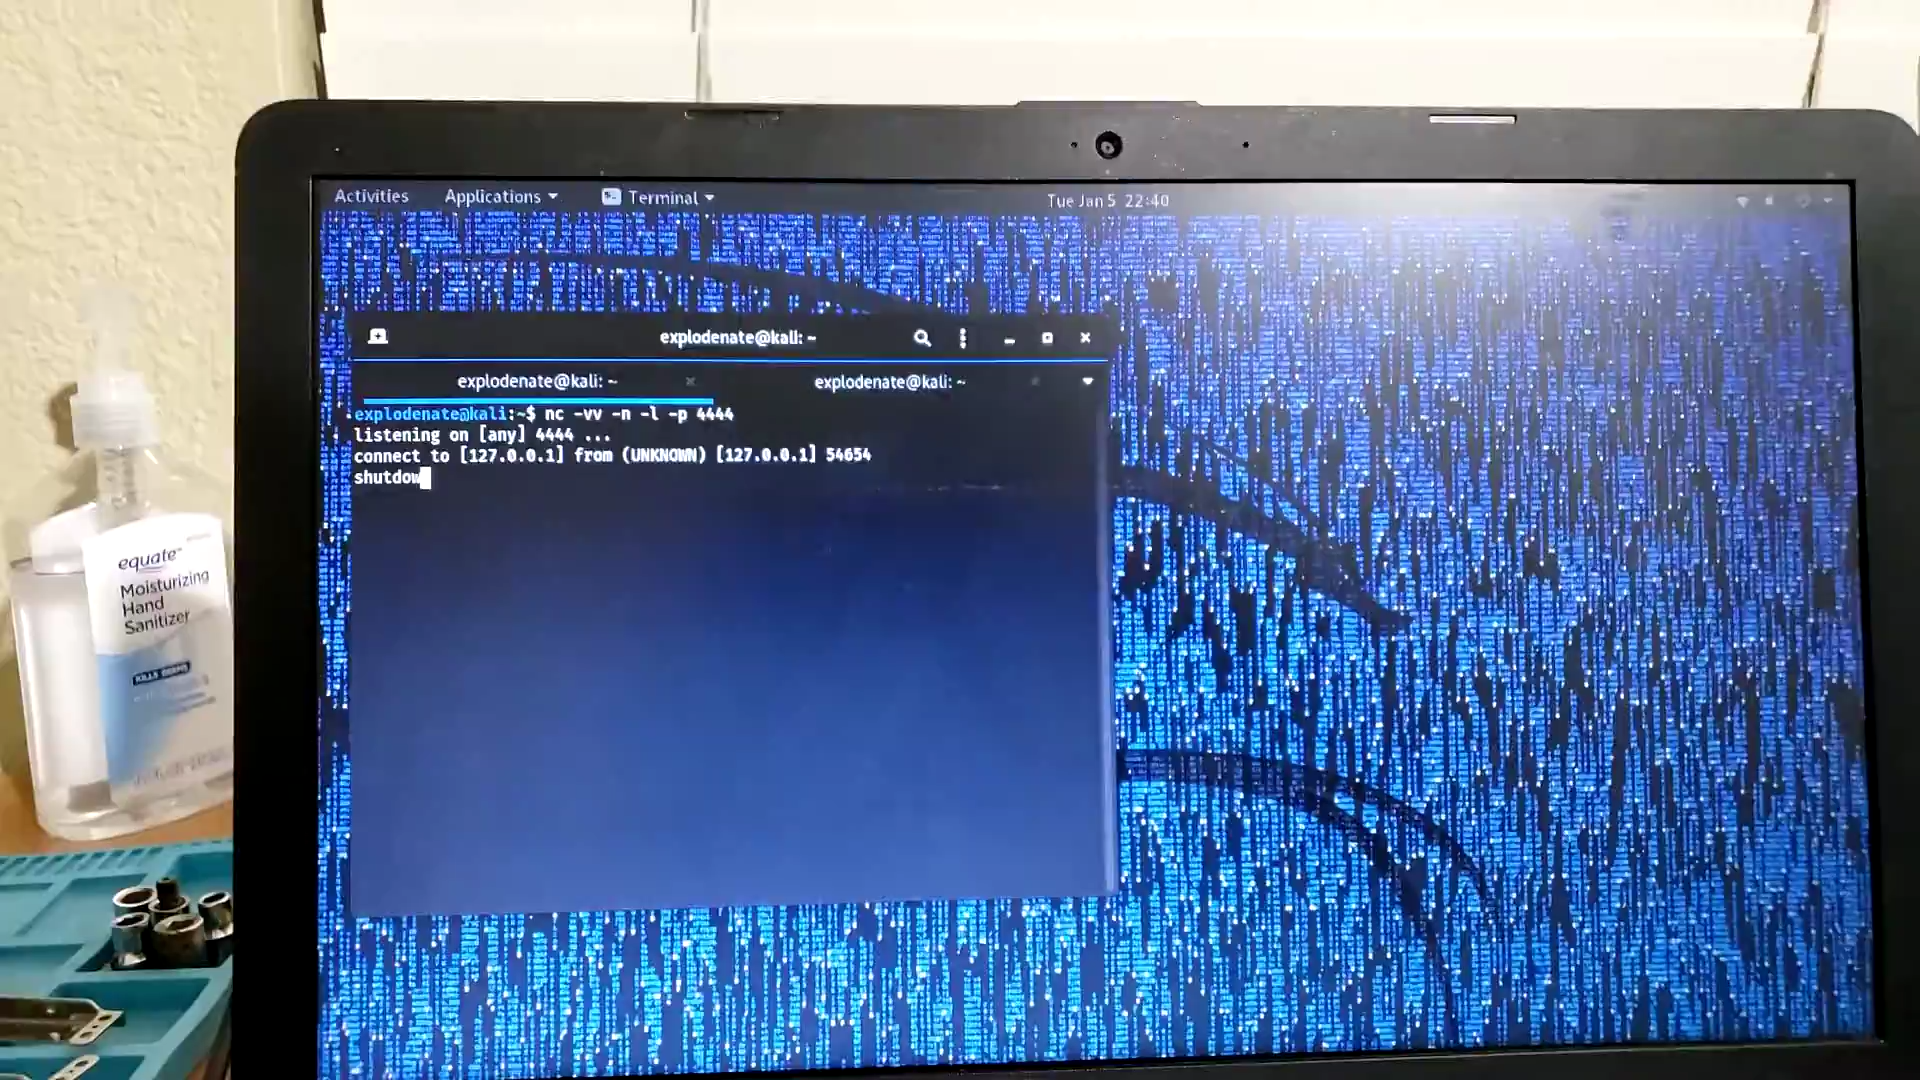 Activities Applications Terminal Tue Jan 5 22:40
explodenate@kali: ~
explodenate@kali: ~ explodenate@kali: ~
explodenate@kali:~$ nc -vv -n -l -p 4444
listening on [any] 4444 ...
connect to [127.0.0.1] from (UNKNOWN) [127.0.0.1] 54654
shutdow
equate
Moisturizing
Hand
Sanitizer
KILLS GERMS